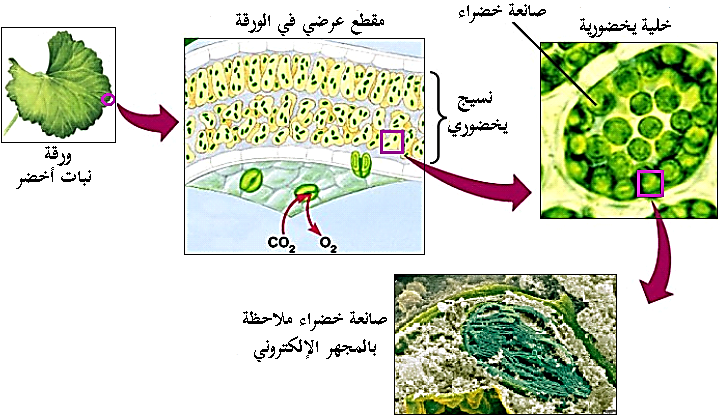 مقطع عرضي في الورقة
صانعة خضراء
خلية يخضورية
نسيج
يخضوري
ورقة
نبات أخضر
CO2
O2
صانعة خضراء ملاحظة
بالمجهر الإلكتروني